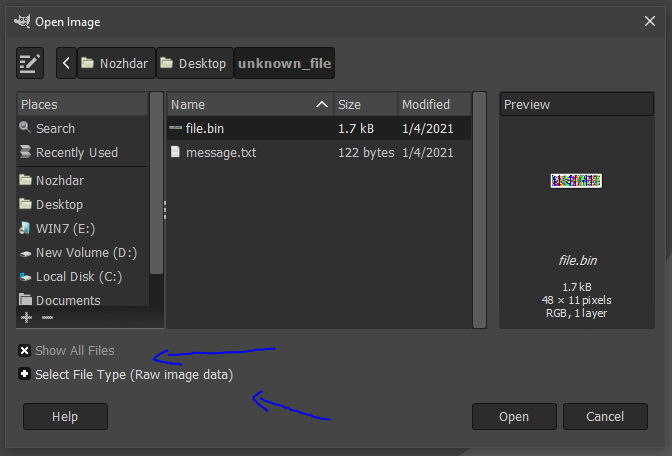 Open Image
Nozhdar Desktop unknown_file
Places
Search
Recently Used
Nozhdar
Desktop
WIN7 (E:)
New Volume (D:)
Local Disk (C:)
Documents
Name Size Modified
file.bin 1.7 kB 1/4/2021
message.txt 122 bytes 1/4/2021
Preview
file.bin
1.7 kB
48 × 11 pixels
RGB, 1 layer
Show All Files
Select File Type (Raw image data)
Help Open Cancel